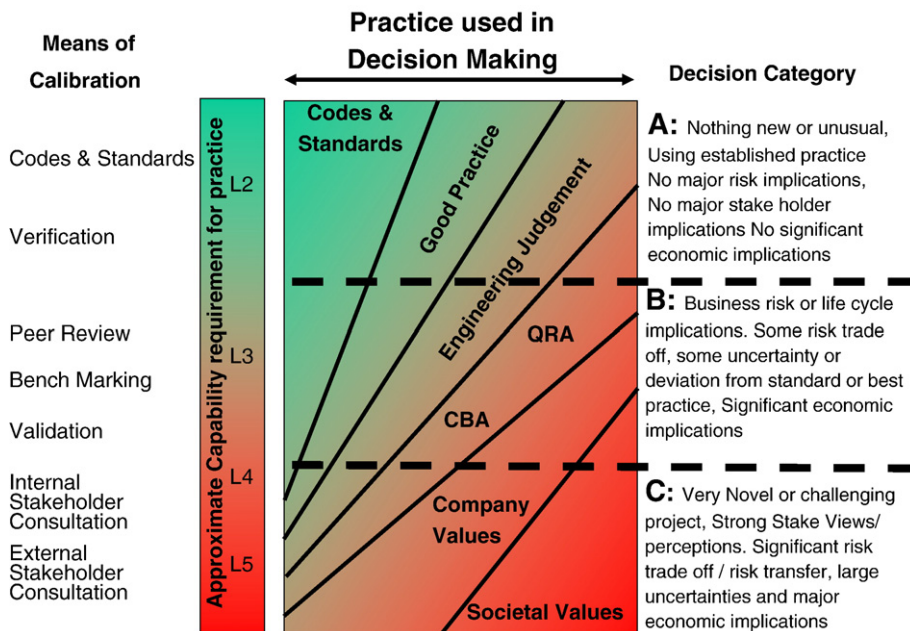 Means of
Calibration
Practice used in
Decision Making
Decision Category
Codes & Standards
Verification
Peer Review
Bench Marking
Validation
Internal
Stakeholder
Consultation
External
Stakeholder
Consultation
Approximate Capability requirement for practice
L2
L3
L4
L5
Codes &
Standards
Good Practice
Engineering Judgement
QRA
CBA
Company
Values
Societal Values
A: Nothing new or unusual,
Using established practice
No major risk implications,
No major stake holder
implications No significant
economic implications
B: Business risk or life cycle
implications. Some risk trade
off, some uncertainty or
deviation from standard or best
practice, Significant economic
implications
C: Very Novel or challenging
project, Strong Stake Views/
perceptions. Significant risk
trade off / risk transfer, large
uncertainties and major
economic implications